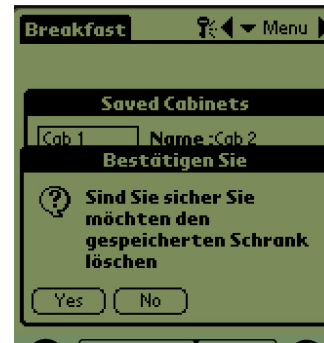 Breakfast Menu
Saved Cabinets
Cab 1 Name :Cab 2
Bestätigen Sie
Sind Sie sicher Sie
möchten den
gespeicherten Schrank
löschen
Yes No